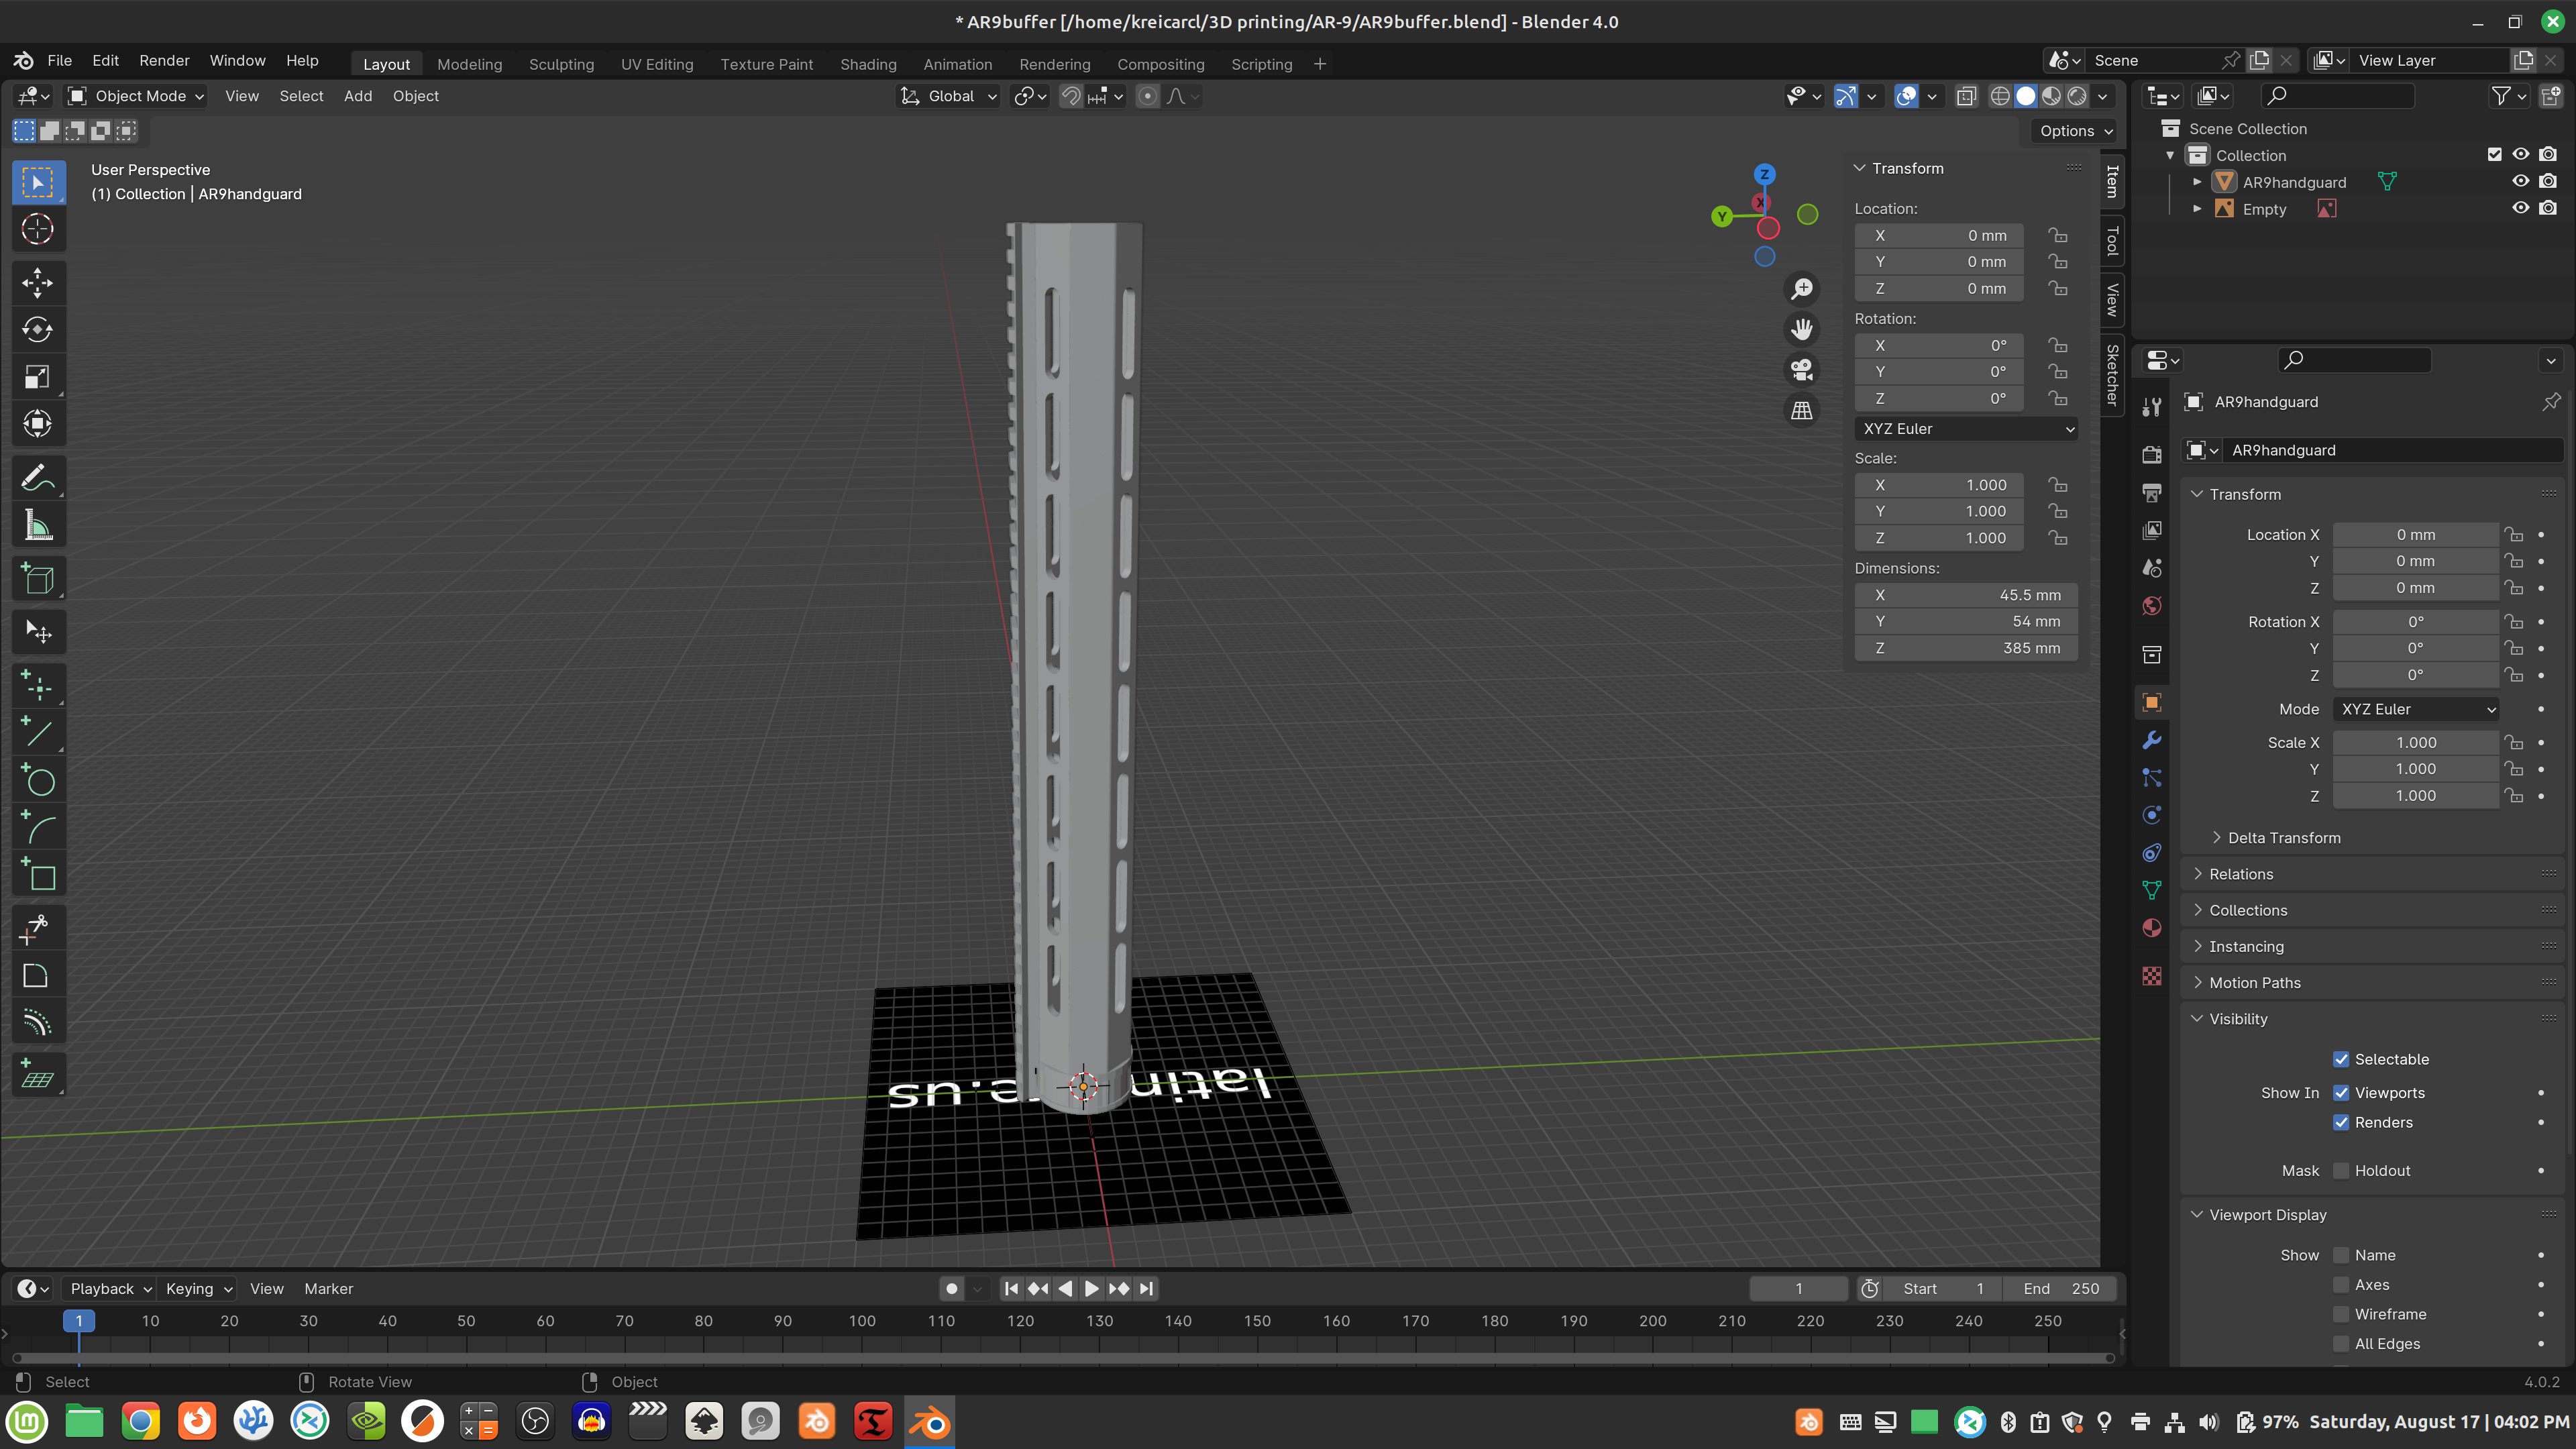 * AR9buffer [/home/kreicarcl/3D printing/AR-9/AR9buffer.blend] - Blender 4.0
File Edit Render Window Help Layout Modeling Sculpting UV Editing Texture Paint Shading Animation Rendering Compositing Scripting + Scene View Layer
Object Mode View Select Add Object Global
Options
User Perspective
(1) Collection | AR9handguard
Z
Y
X
Transform
Location:
X 0 mm
Y 0 mm
Z 0 mm
Rotation:
X 0°
Y 0°
Z 0°
XYZ Euler
Scale:
X 1.000
Y 1.000
Z 1.000
Dimensions:
X 45.5 mm
Y 54 mm
Z 385 mm
Item
Tool
View
Sketcher
Scene Collection
Collection
AR9handguard
Empty
AR9handguard
AR9handguard
Transform
Location X 0 mm
Y 0 mm
Z 0 mm
Rotation X 0°
Y 0°
Z 0°
Mode XYZ Euler
Scale X 1.000
Y 1.000
Z 1.000
Delta Transform
Relations
Collections
Instancing
Motion Paths
Visibility
Selectable
Show In Viewports
Renders
Mask Holdout
Viewport Display
Show Name
Axes
Wireframe
All Edges
Playback Keying View Marker 1 Start 1 End 250
1 10 20 30 40 50 60 70 80 90 100 110 120 130 140 150 160 170 180 190 200 210 220 230 240 250
Select Rotate View Object 4.0.2
97% Saturday, August 17 | 04:02 PM